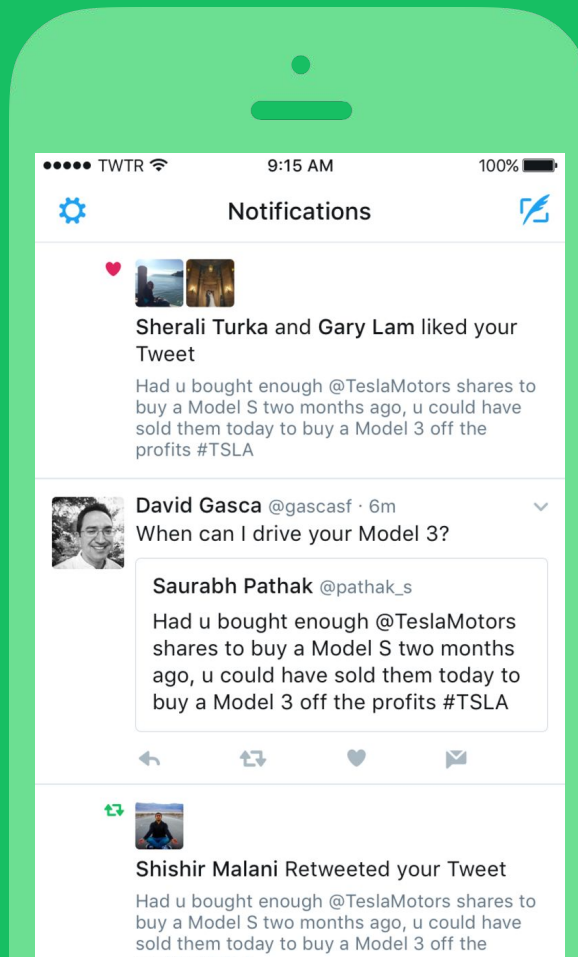 TWTR 9:15 AM 100%
Notifications
Sherali Turka and Gary Lam liked your
Tweet
Had u bought enough @TeslaMotors shares to
buy a Model S two months ago, u could have
sold them today to buy a Model 3 off the
profits #TSLA
David Gasca @gascasf · 6m
When can I drive your Model 3?
Saurabh Pathak @pathak_s
Had u bought enough @TeslaMotors
shares to buy a Model S two months
ago, u could have sold them today to
buy a Model 3 off the profits #TSLA
Shishir Malani Retweeted your Tweet
Had u bought enough @TeslaMotors shares to
buy a Model S two months ago, u could have
sold them today to buy a Model 3 off the